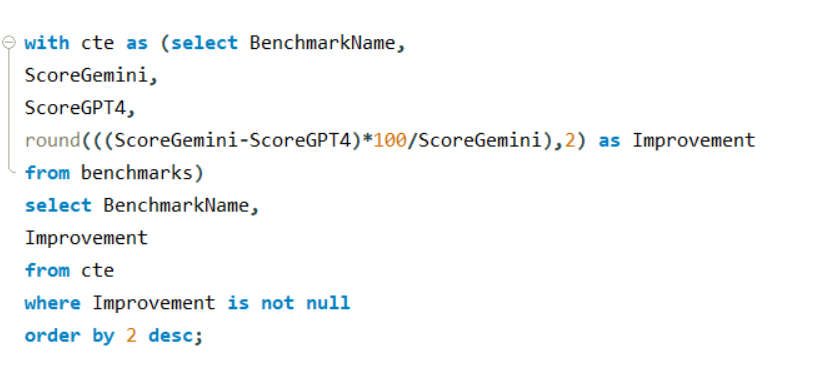 with cte as (select BenchmarkName,
ScoreGemini,
ScoreGPT4,
round(((ScoreGemini-ScoreGPT4)*100/ScoreGemini),2) as Improvement
from benchmarks)
select BenchmarkName,
Improvement
from cte
where Improvement is not null
order by 2 desc;